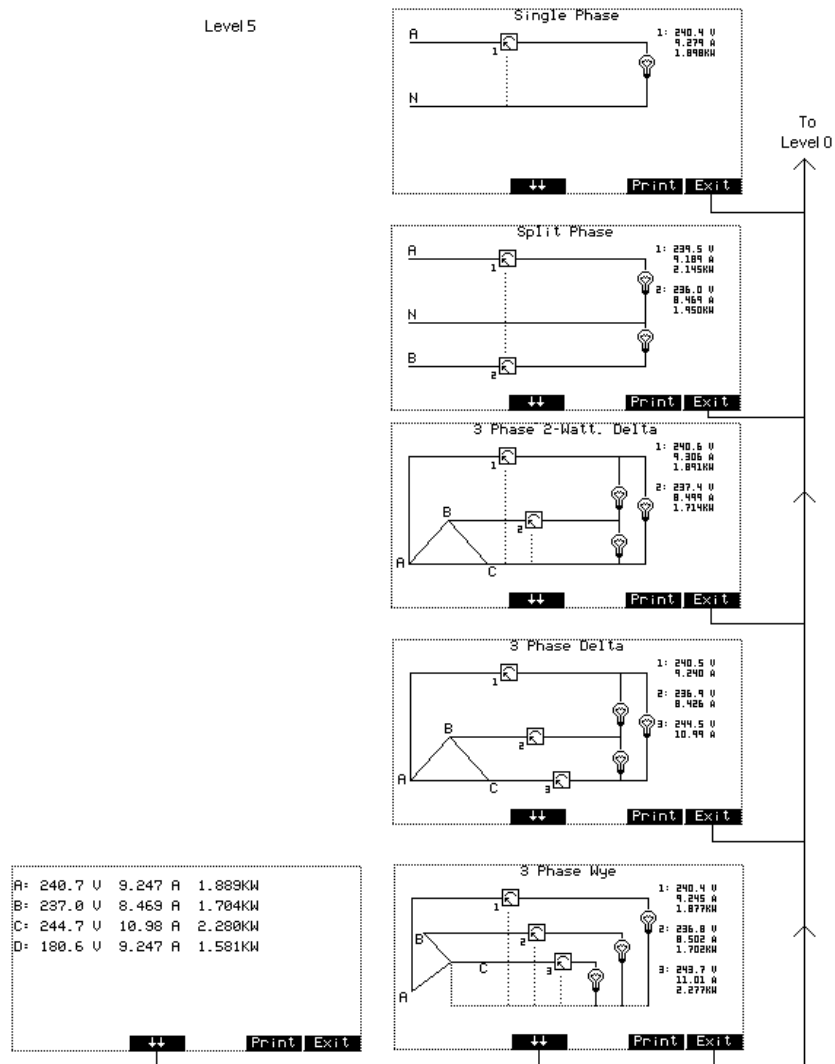 Level 5
Single Phase
A
1
1: 240.4 V
9.279 A
1.898KW
N
↓↓ Print Exit
To
Level 0
Split Phase
A
1
1: 239.5 V
9.189 A
2.145KW
2: 236.0 V
8.469 A
1.950KW
N
B
2
↓↓ Print Exit
3 Phase 2-Watt. Delta
1
1: 240.6 V
9.306 A
1.891KW
2: 237.4 V
8.499 A
1.714KW
B
2
A
C
↓↓ Print Exit
3 Phase Delta
1
1: 240.5 V
9.240 A
2: 236.9 V
8.426 A
3: 244.5 V
10.99 A
B
2
A
C
3
↓↓ Print Exit
A: 240.7 V 9.247 A 1.889KW
B: 237.0 V 8.469 A 1.704KW
C: 244.7 V 10.98 A 2.280KW
D: 180.6 V 9.247 A 1.581KW
↓↓ Print Exit
3 Phase Wye
1
1: 240.4 V
9.245 A
1.877KW
2: 236.8 V
8.502 A
1.702KW
3: 243.7 V
11.01 A
2.277KW
B
2
C
3
A
↓↓ Print Exit